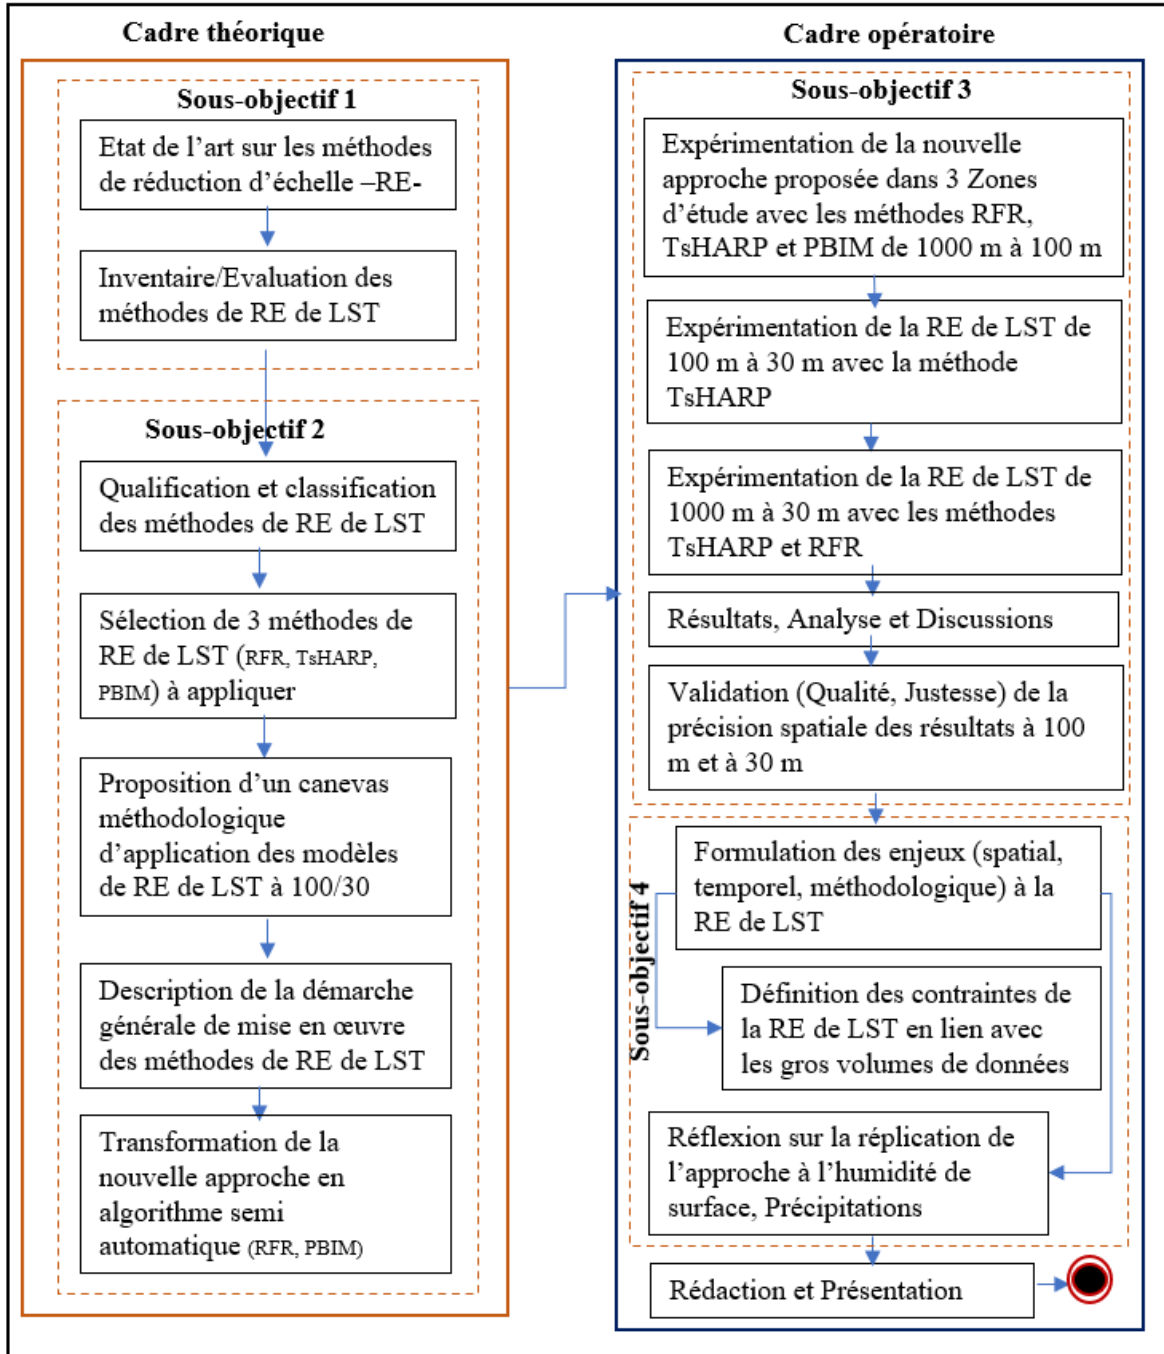 Cadre théorique
Sous-objectif 1
Etat de l’art sur les méthodes
de réduction d’échelle –RE-
Inventaire/Evaluation des
méthodes de RE de LST
Sous-objectif 2
Qualification et classification
des méthodes de RE de LST
Sélection de 3 méthodes de
RE de LST (RFR, TsHARP,
PBIM) à appliquer
Proposition d’un canevas
méthodologique
d’application des modèles
de RE de LST à 100/30
Description de la démarche
générale de mise en œuvre
des méthodes de RE de LST
Transformation de la
nouvelle approche en
algorithme semi
automatique (RFR, PBIM)
Cadre opératoire
Sous-objectif 3
Expérimentation de la nouvelle
approche proposée dans 3 Zones
d’étude avec les méthodes RFR,
TsHARP et PBIM de 1000 m à 100 m
Expérimentation de la RE de LST de
100 m à 30 m avec la méthode
TsHARP
Expérimentation de la RE de LST de
1000 m à 30 m avec les méthodes
TsHARP et RFR
Résultats, Analyse et Discussions
Validation (Qualité, Justesse) de la
précision spatiale des résultats à 100
m et à 30 m
Sous-objectif 4
Formulation des enjeux (spatial,
temporel, méthodologique) à la
RE de LST
Définition des contraintes de
la RE de LST en lien avec
les gros volumes de données
Réflexion sur la réplication de
l’approche à l’humidité de
surface, Précipitations
Rédaction et Présentation